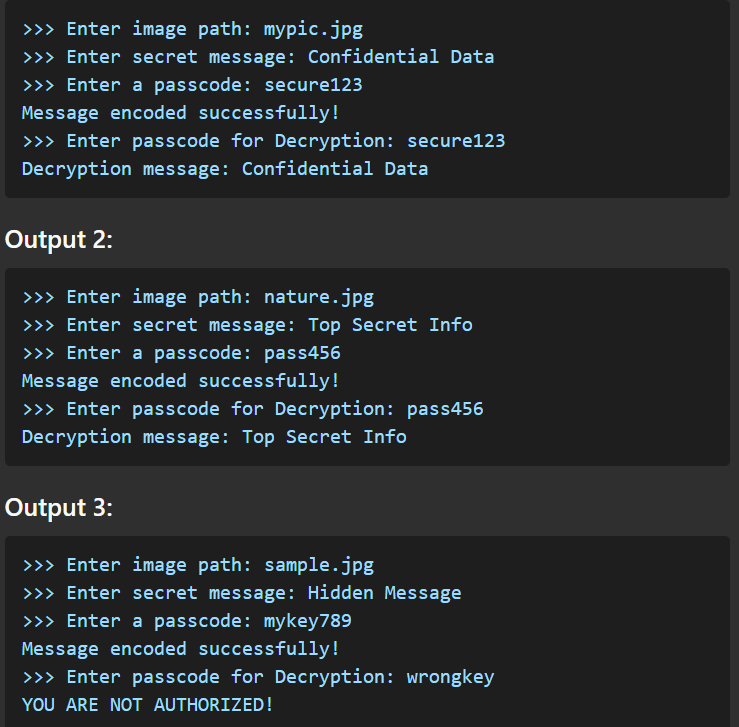 >>> Enter image path: mypic.jpg
>>> Enter secret message: Confidential Data
>>> Enter a passcode: secure123
Message encoded successfully!
>>> Enter passcode for Decryption: secure123
Decryption message: Confidential Data
Output 2:
>>> Enter image path: nature.jpg
>>> Enter secret message: Top Secret Info
>>> Enter a passcode: pass456
Message encoded successfully!
>>> Enter passcode for Decryption: pass456
Decryption message: Top Secret Info
Output 3:
>>> Enter image path: sample.jpg
>>> Enter secret message: Hidden Message
>>> Enter a passcode: mykey789
Message encoded successfully!
>>> Enter passcode for Decryption: wrongkey
YOU ARE NOT AUTHORIZED!